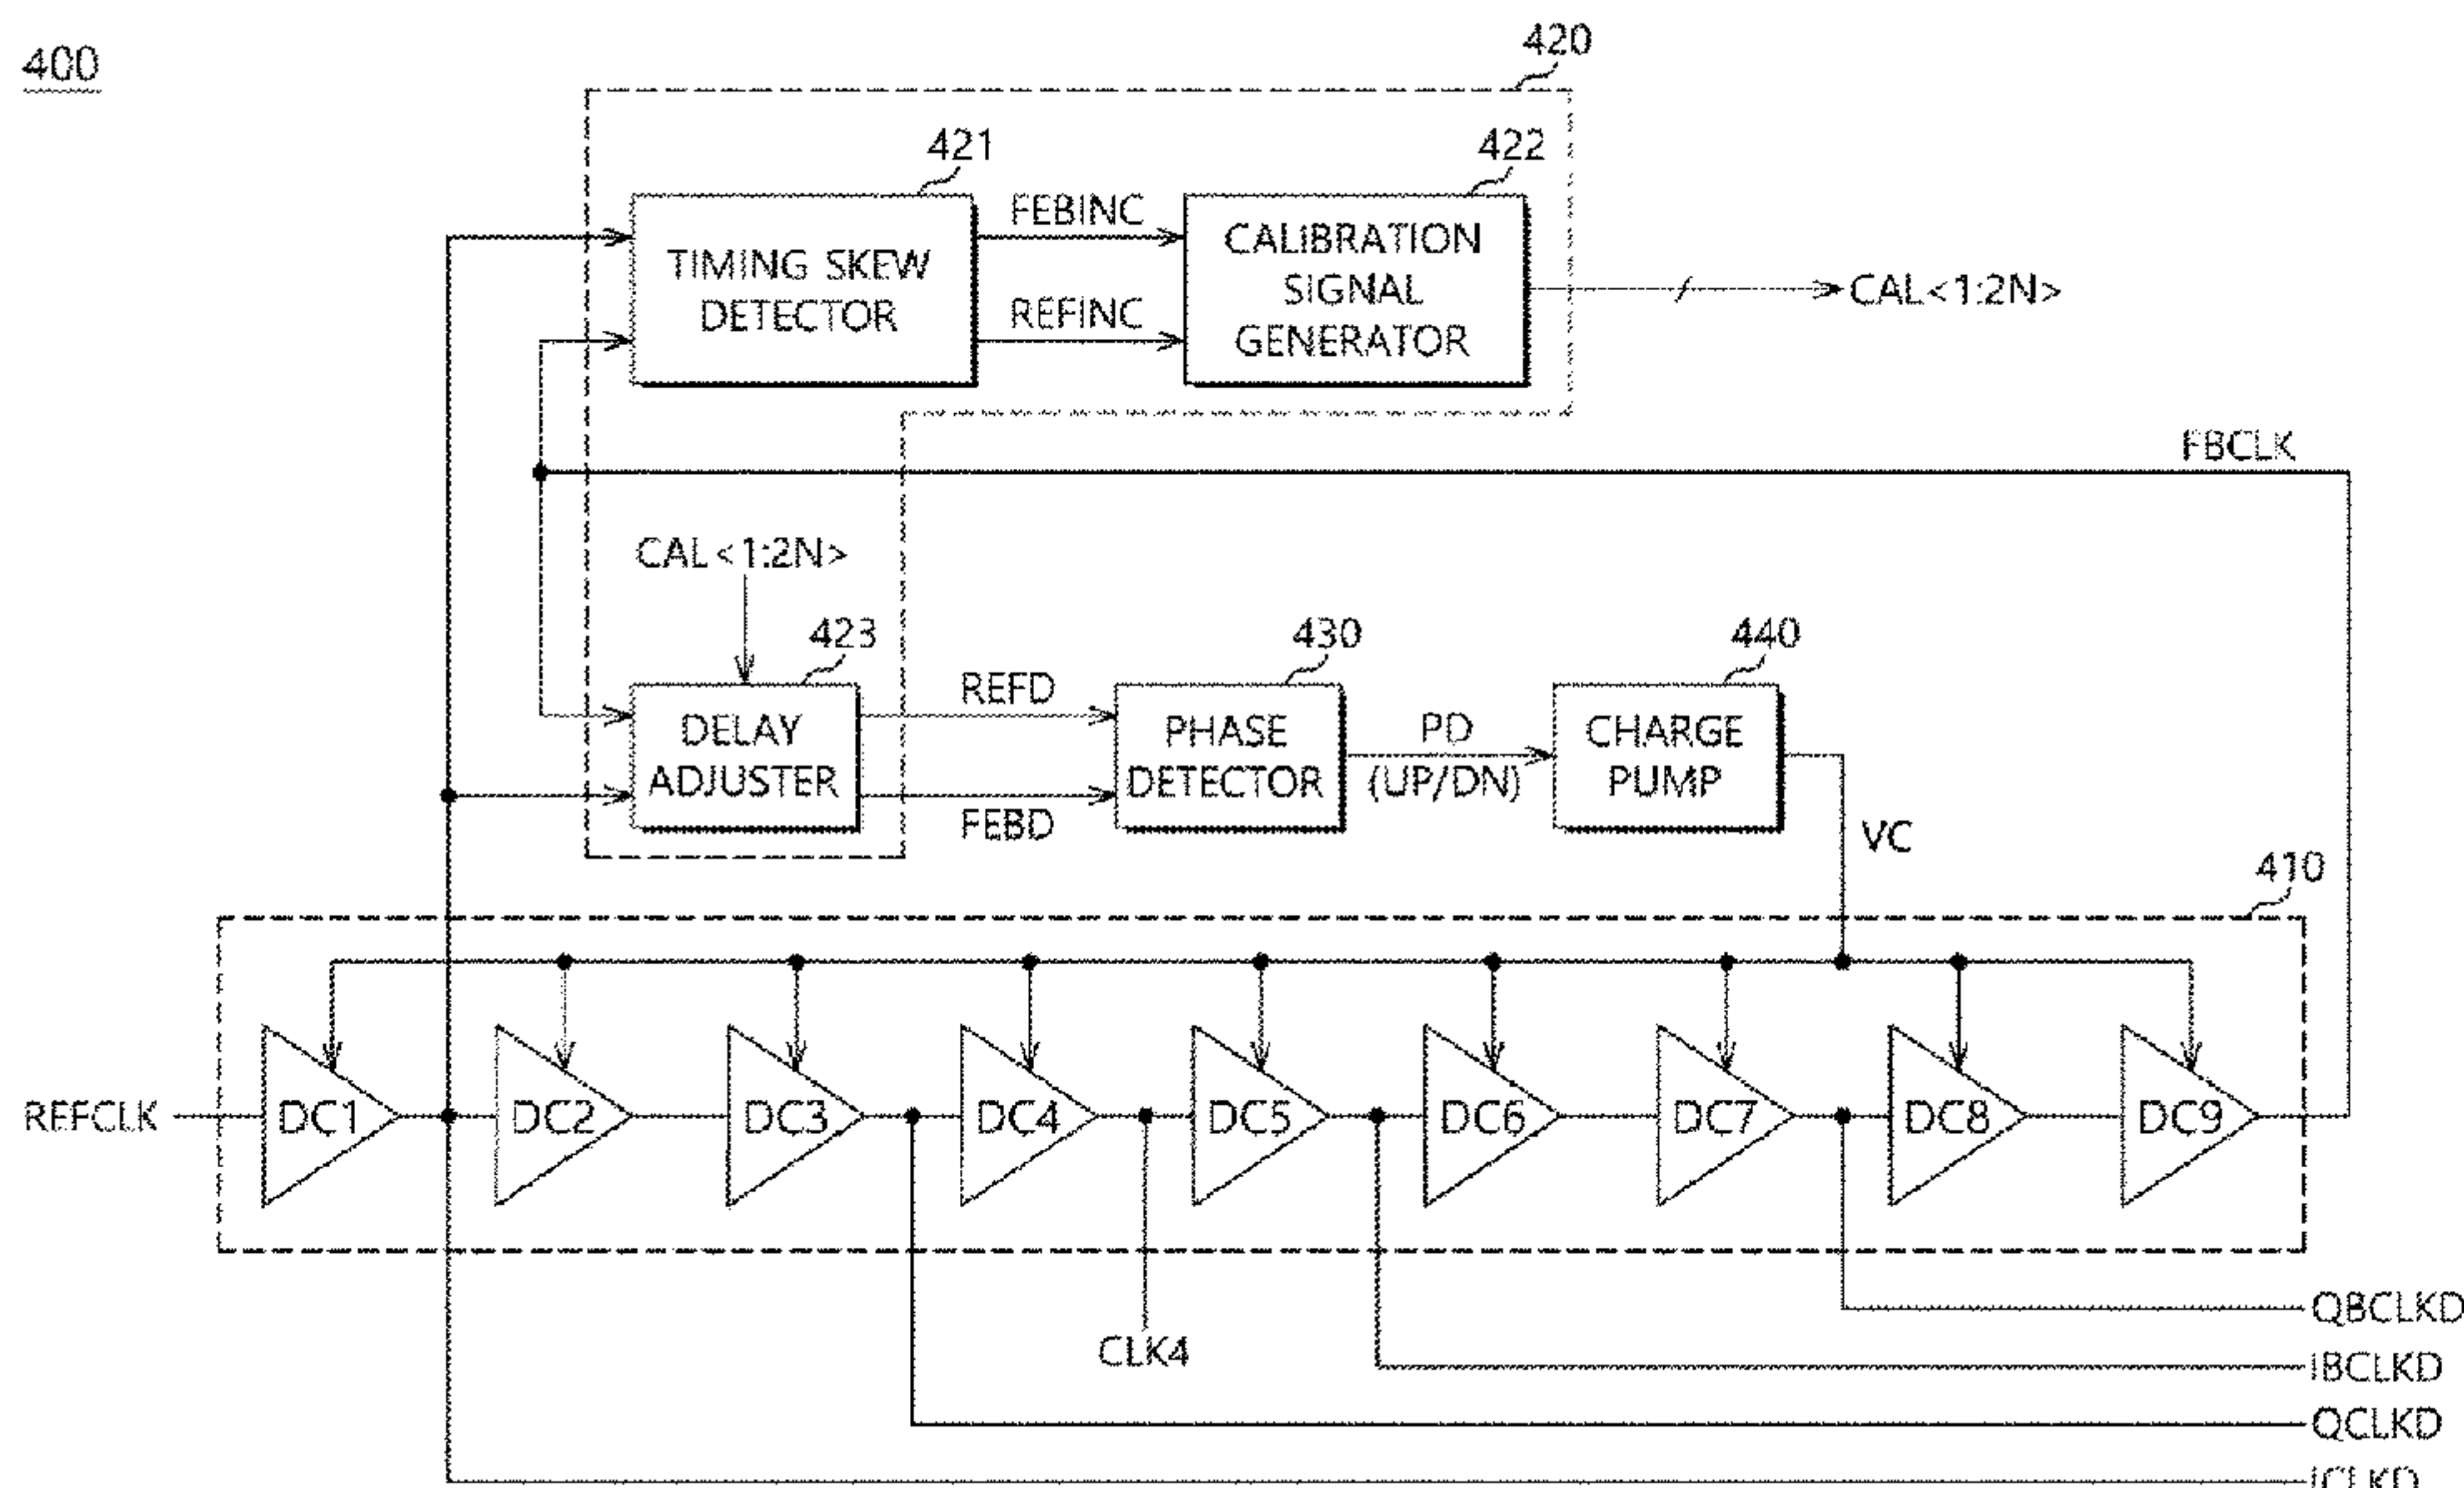 400
420
421
422
TIMING SKEW
DETECTOR
FEBINC
REFINC
CALIBRATION
SIGNAL
GENERATOR
CAL<1:2N>
FBCLK
CAL<1:2N>
423
430
440
DELAY
ADJUSTER
REFD
FEBD
PHASE
DETECTOR
PD
(UP/DN)
CHARGE
PUMP
VC
410
REFCLK
DC1
DC2
DC3
DC4
DC5
DC6
DC7
DC8
DC9
CLK4
QBCLKD
IBCLKD
QCLKD
ICLKD